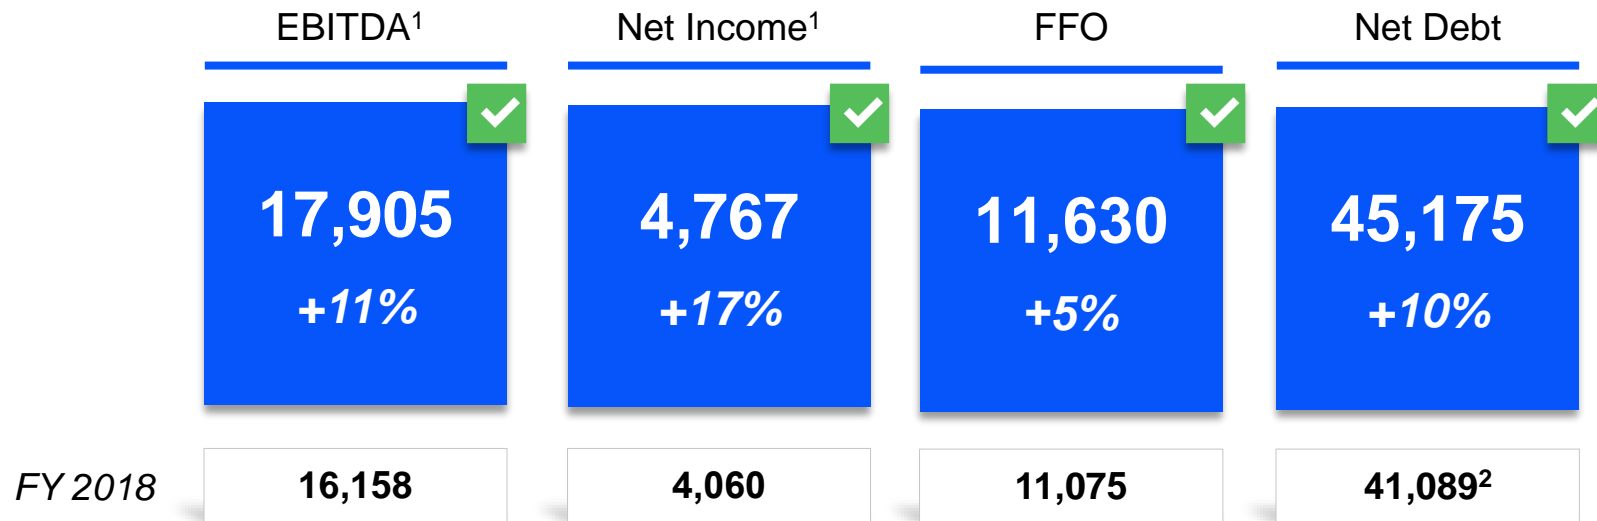 EBITDA¹ Net Income¹ FFO Net Debt
17,905 4,767 11,630 45,175
+11% +17% +5% +10%
FY 2018 16,158 4,060 11,075 41,089²